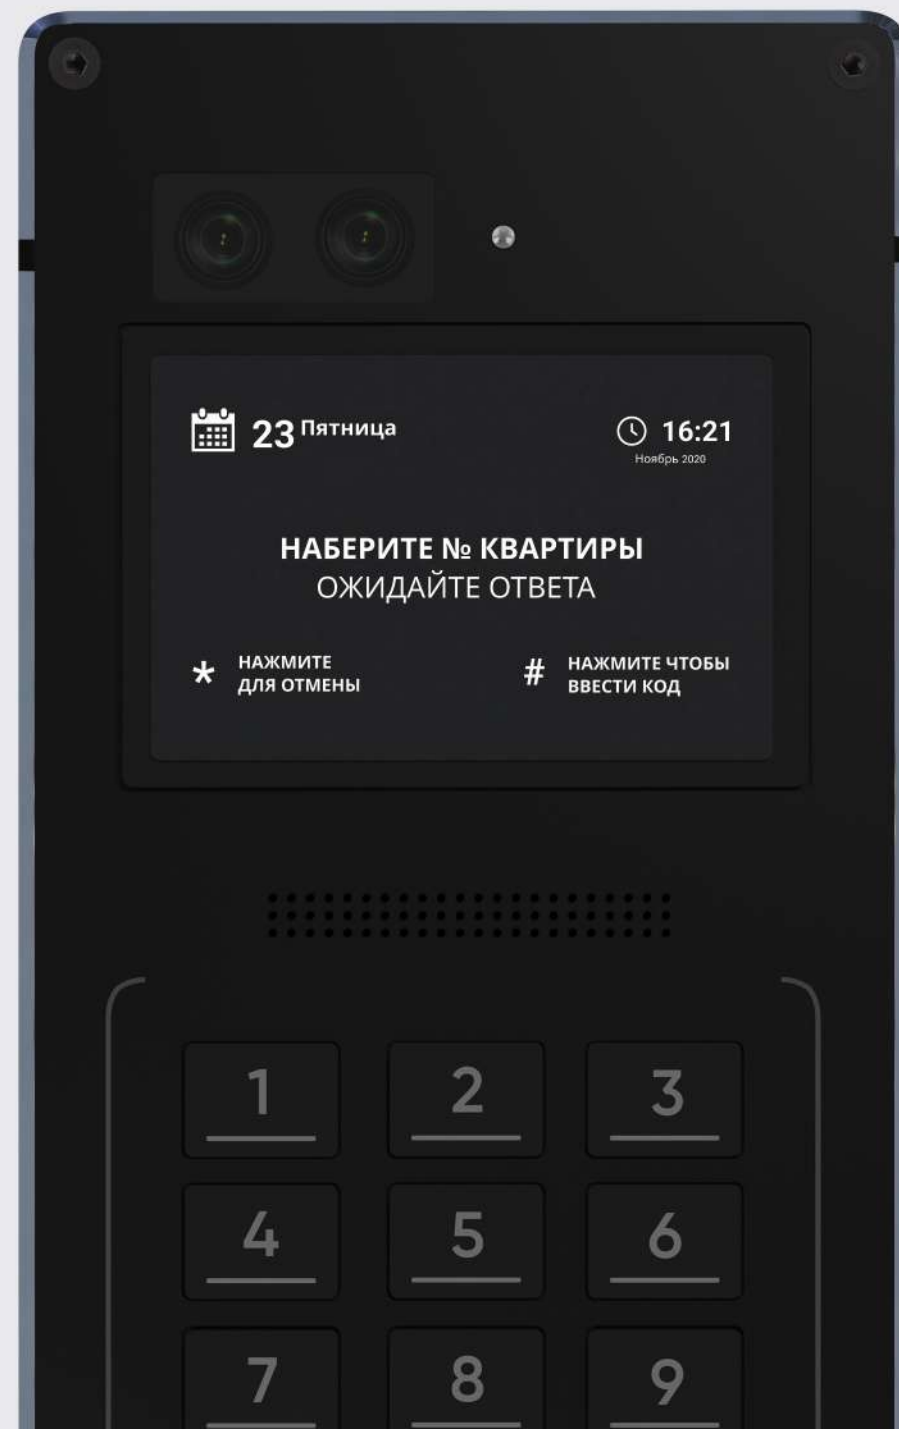 23 Пятница
16:21
Ноябрь 2020
НАБЕРИТЕ № КВАРТИРЫ
ОЖИДАЙТЕ ОТВЕТА
* НАЖМИТЕ
ДЛЯ ОТМЕНЫ
# НАЖМИТЕ ЧТОБЫ
ВВЕСТИ КОД
1 2 3
4 5 6
7 8 9